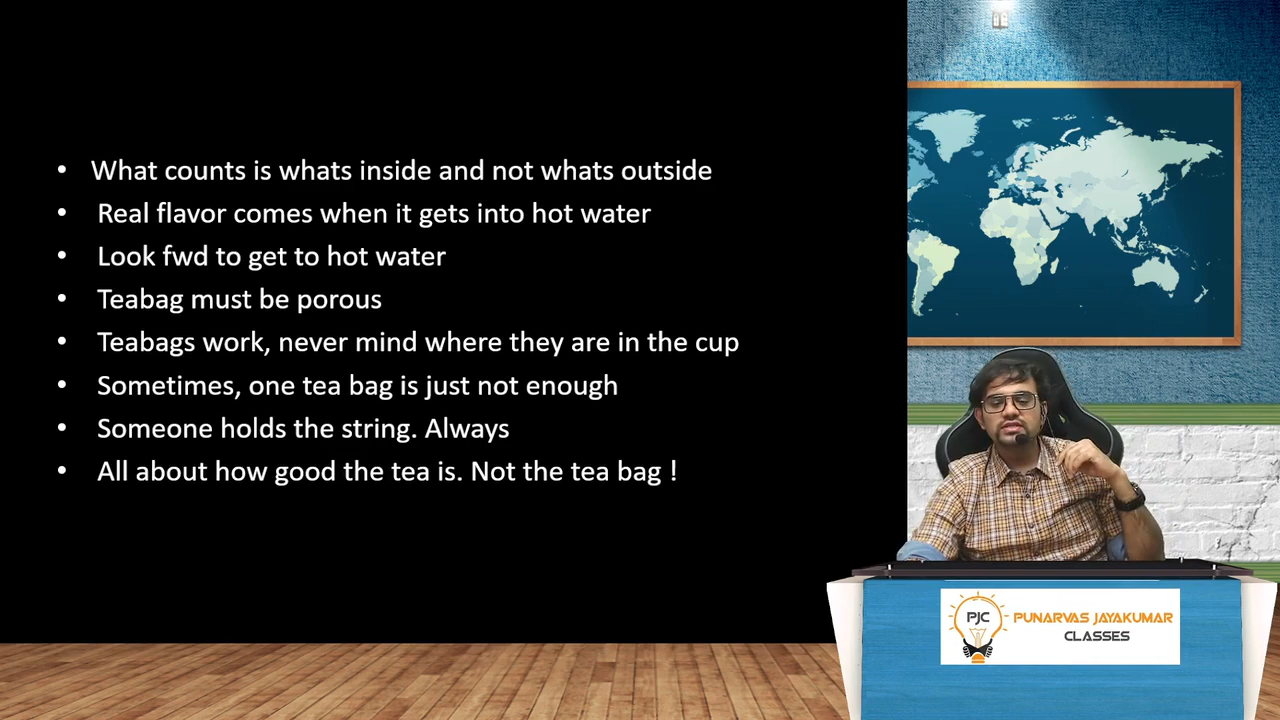 • What counts is whats inside and not whats outside
• Real flavor comes when it gets into hot water
• Look fwd to get to hot water
• Teabag must be porous
• Teabags work, never mind where they are in the cup
• Sometimes, one tea bag is just not enough
• Someone holds the string. Always
• All about how good the tea is. Not the tea bag !
PJC
PUNARVAS JAYAKUMAR
CLASSES